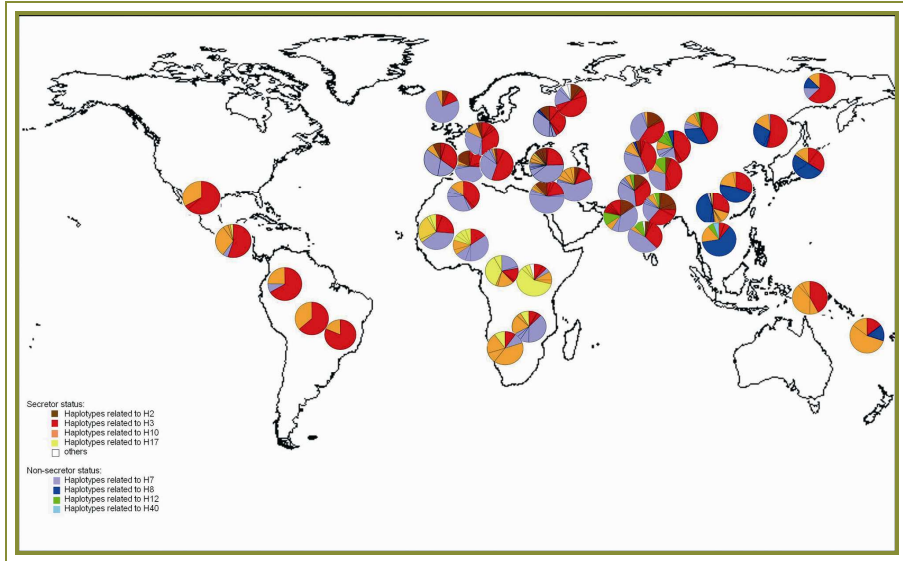 Secretor status:
Haplotypes related to H2
Haplotypes related to H3
Haplotypes related to H10
Haplotypes related to H17
others
Non-secretor status:
Haplotypes related to H7
Haplotypes related to H8
Haplotypes related to H12
Haplotypes related to H40